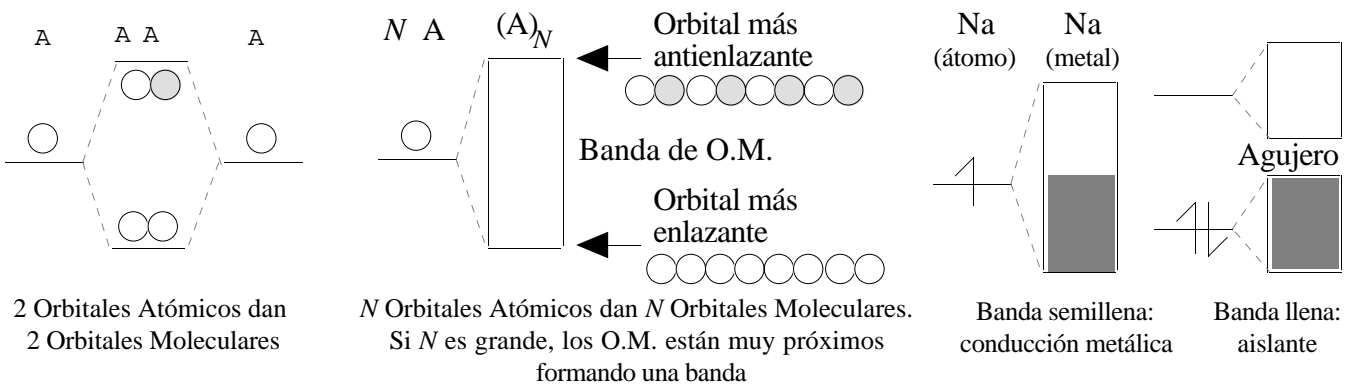 A
A A
A
2 Orbitales Atómicos dan
2 Orbitales Moleculares
N A
(A)N
Orbital más
antienlazante
Banda de O.M.
Orbital más
enlazante
N Orbitales Atómicos dan N Orbitales Moleculares.
Si N es grande, los O.M. están muy próximos
formando una banda
Na
(átomo)
Na
(metal)
Banda semillena:
conducción metálica
Agujero
Banda llena:
aislante